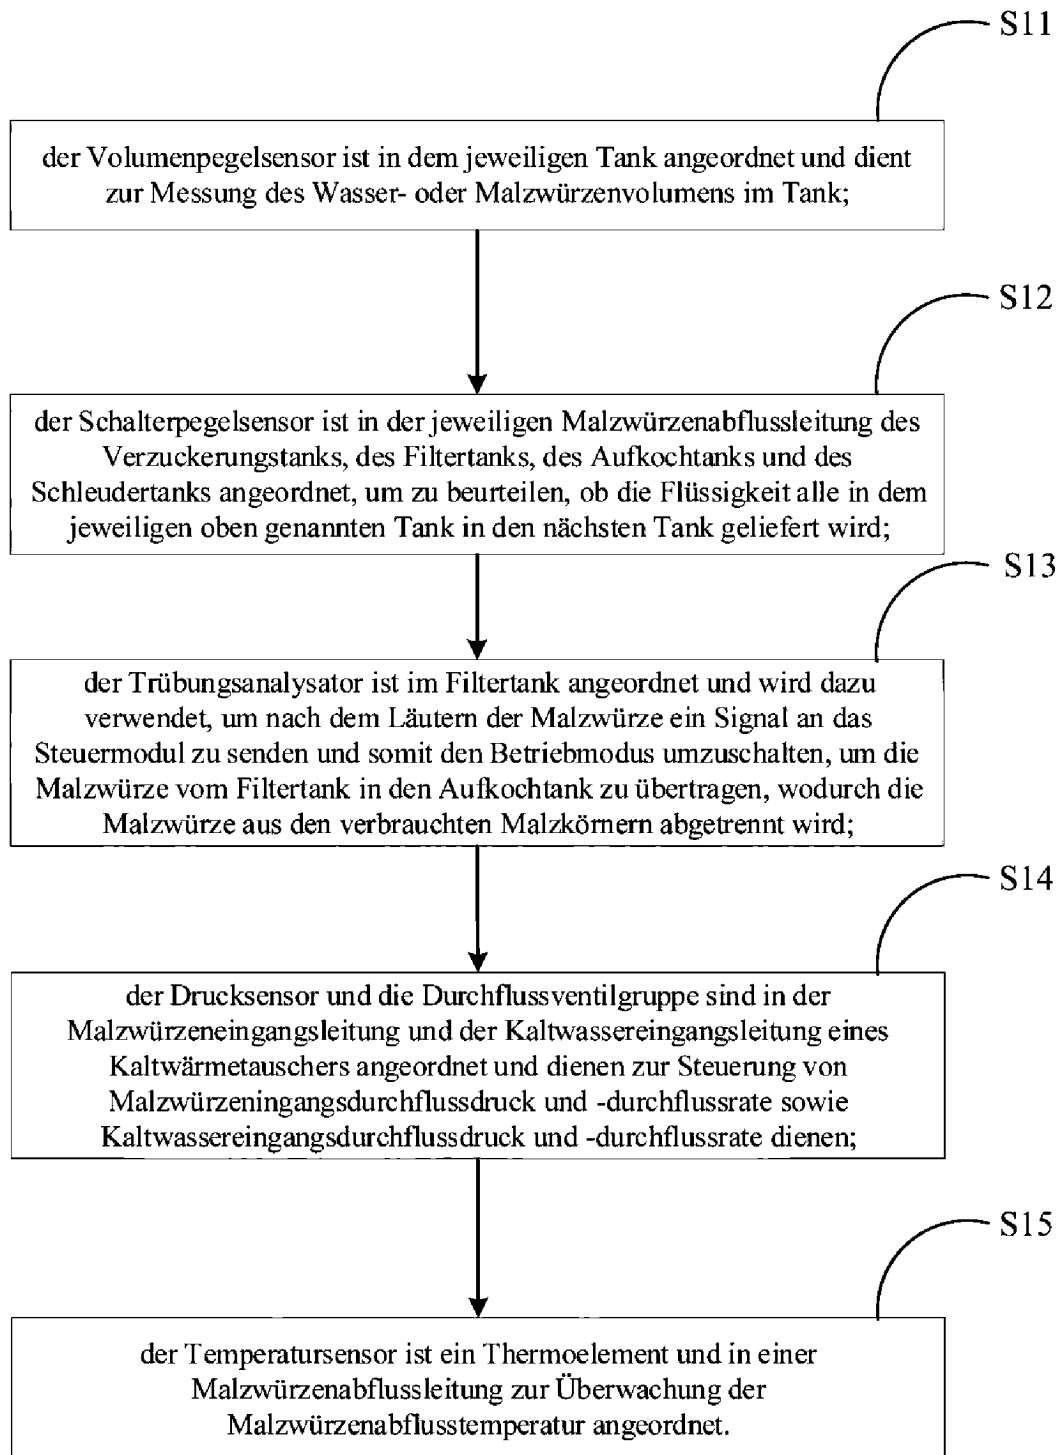 S11
der Volumenpegelsensor ist in dem jeweiligen Tank angeordnet und dient
zur Messung des Wasser- oder Malzwürzenvolumens im Tank;
S12
der Schalterpegelsensor ist in der jeweiligen Malzwürzenabflussleitung des
Verzuckerungstanks, des Filtertanks, des Aufkochtanks und des
Schleudertanks angeordnet, um zu beurteilen, ob die Flüssigkeit alle in dem
jeweiligen oben genannten Tank in den nächsten Tank geliefert wird;
S13
der Trübungsanalysator ist im Filtertank angeordnet und wird dazu
verwendet, um nach dem Läutern der Malzwürze ein Signal an das
Steuermodul zu senden und somit den Betriebmodus umzuschalten, um die
Malzwürze vom Filtertank in den Aufkochtank zu übertragen, wodurch die
Malzwürze aus den verbrauchten Malzkörnern abgetrennt wird;
S14
der Drucksensor und die Durchflussventilgruppe sind in der
Malzwürzeneingangsleitung und der Kaltwassereingangsleitung eines
Kaltwärmetauschers angeordnet und dienen zur Steuerung von
Malzwürzeningangsdurchflussdruck und -durchflussrate sowie
Kaltwassereingangsdurchflussdruck und -durchflussrate dienen;
S15
der Temperatursensor ist ein Thermoelement und in einer
Malzwürzenabflussleitung zur Überwachung der
Malzwürzenabflusstemperatur angeordnet.